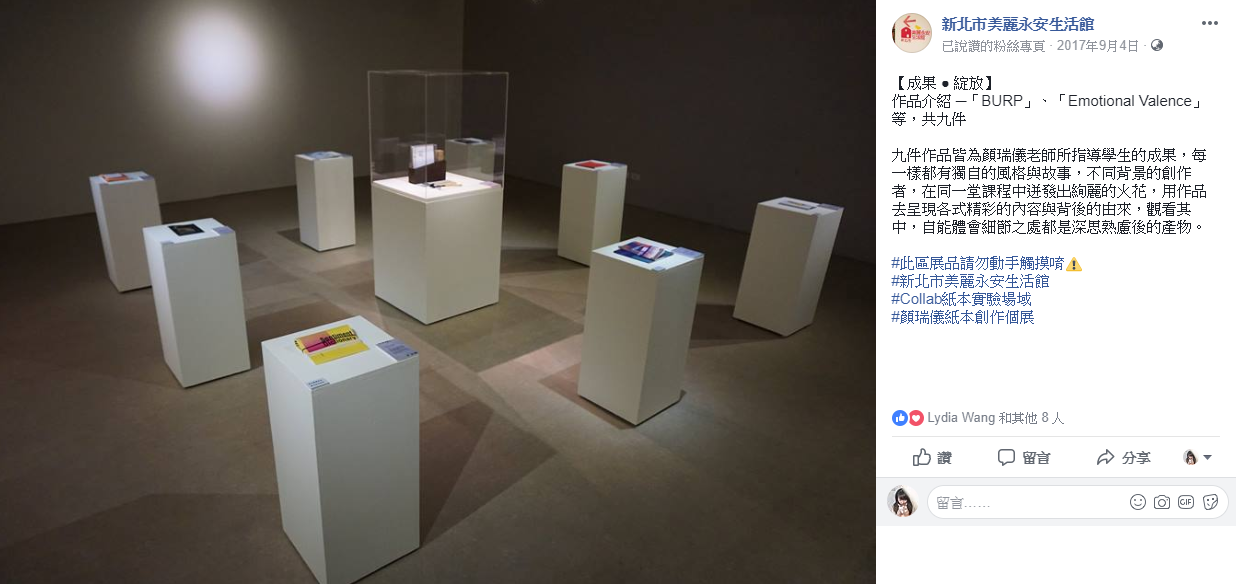 Sentiment
Dictionary
新北市美麗永安生活館
已說讚的粉絲專頁 · 2017年9月4日 ·
【成果 ● 綻放】
作品介紹 ─「BURP」、「Emotional Valence」
等，共九件
九件作品皆為顏瑞儀老師所指導學生的成果，每
一樣都有獨自的風格與故事，不同背景的創作
者，在同一堂課程中迸發出絢麗的火花，用作品
去呈現各式精彩的內容與背後的由來，觀看其
中，自能體會細節之處都是深思熟慮後的產物。
#此區展品請勿動手觸摸唷⚠️
#新北市美麗永安生活館
#Collab紙本實驗場域
#顏瑞儀紙本創作個展
Lydia Wang 和其他 8 人
讚 留言 分享
留言…… GIF